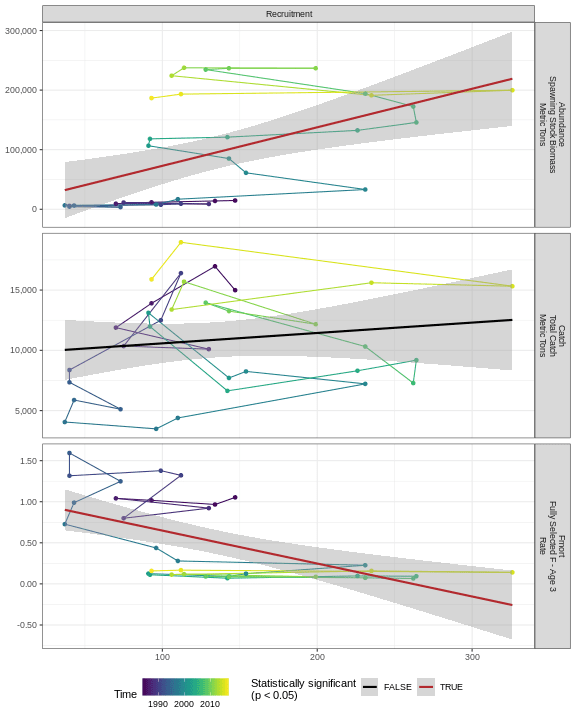 Recruitment
300,000
200,000
100,000
0
Abundance
Spawning Stock Biomass
Metric Tons
15,000
10,000
5,000
Catch
Total Catch
Metric Tons
1.50
1.00
0.50
0.00
-0.50
Fmort
Fully Selected F - Age 3
Rate
100
200
300
Time
1990 2000 2010
Statistically significant
(p < 0.05)
FALSE
TRUE